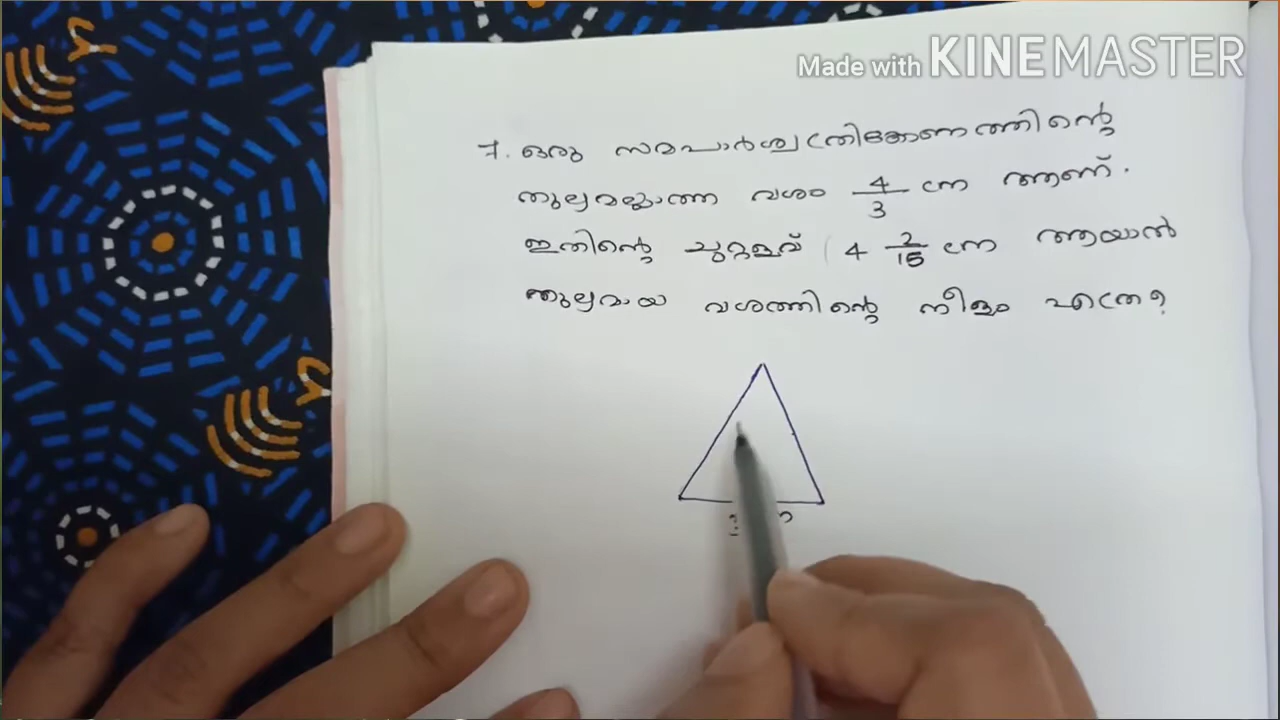 Made with KINEMASTER
7. ഒരു സമപാർശ്വ ത്രികോണത്തിന്റെ
തുല്യമല്ലാത്ത വശം 4/3 cm ആണ്.
ഇതിന്റെ ചുറ്റളവ് 4 2/15 cm ആയാൽ
തുല്യമായ വശത്തിന്റെ നീളം എത്ര?